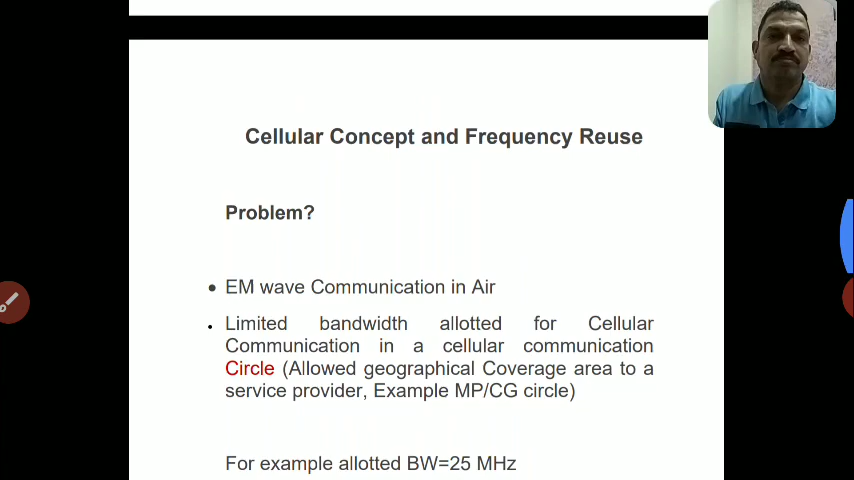 Cellular Concept and Frequency Reuse
Problem?
• EM wave Communication in Air
• Limited bandwidth allotted for Cellular
Communication in a cellular communication
Circle (Allowed geographical Coverage area to a
service provider, Example MP/CG circle)
For example allotted BW=25 MHz